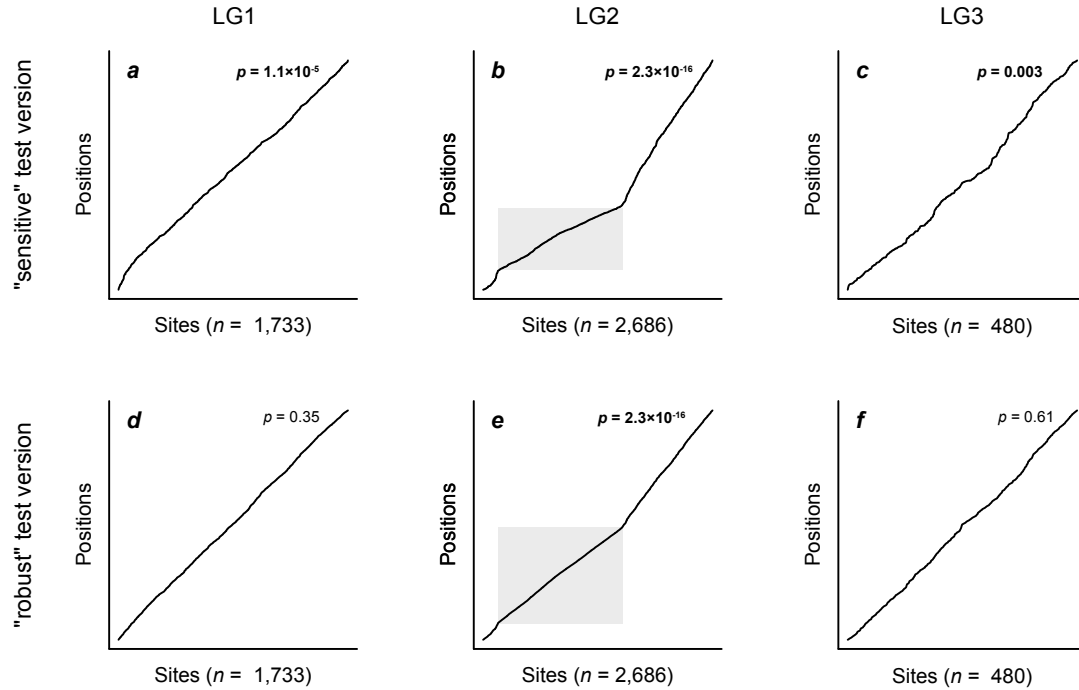 LG1
LG2
LG3
"sensitive" test version
a
p = 1.1×10-5
Positions
Sites (n = 1,733)
b
p = 2.3×10-16
Positions
Sites (n = 2,686)
c
p = 0.003
Positions
Sites (n = 480)
"robust" test version
d
p = 0.35
Positions
Sites (n = 1,733)
e
p = 2.3×10-16
Positions
Sites (n = 2,686)
f
p = 0.61
Positions
Sites (n = 480)